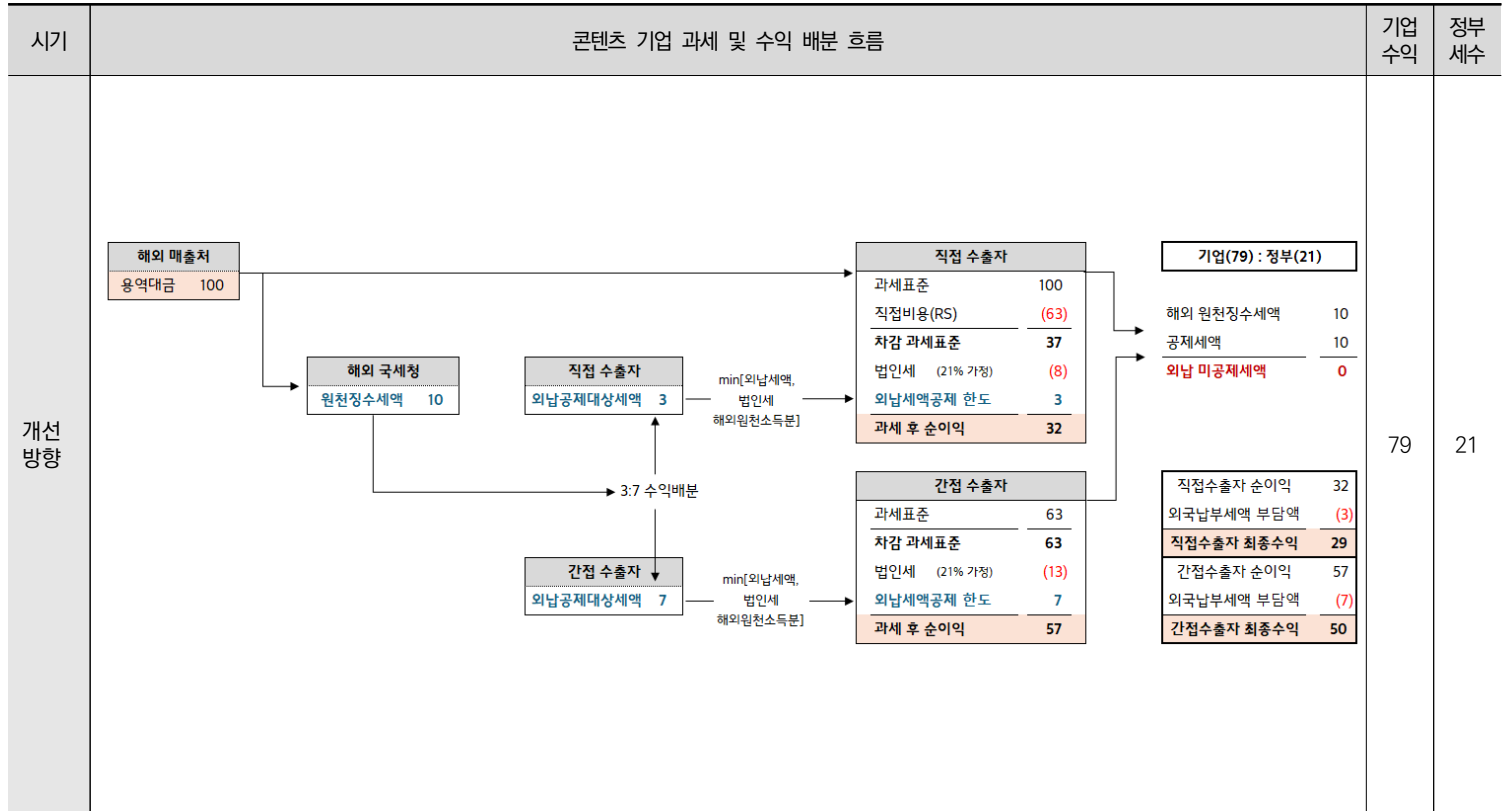 시기
콘텐츠 기업 과세 및 수익 배분 흐름
기업
수익
정부
세수
개선
방향
해외 매출처
용역대금 100
해외 국세청
원천징수세액 10
직접 수출자
외납공제대상세액 3
min[외납세액,
법인세
해외원천소득분]
3:7 수익배분
간접 수출자
외납공제대상세액 7
min[외납세액,
법인세
해외원천소득분]
직접 수출자
과세표준 100
직접비용(RS) (63)
차감 과세표준 37
법인세 (21% 가정) (8)
외납세액공제 한도 3
과세 후 순이익 32
간접 수출자
과세표준 63
차감 과세표준 63
법인세 (21% 가정) (13)
외납세액공제 한도 7
과세 후 순이익 57
기업(79) : 정부(21)
해외 원천징수세액 10
공제세액 10
외납 미공제세액 0
직접수출자 순이익 32
외국납부세액 부담액 (3)
직접수출자 최종수익 29
간접수출자 순이익 57
외국납부세액 부담액 (7)
간접수출자 최종수익 50
79
21